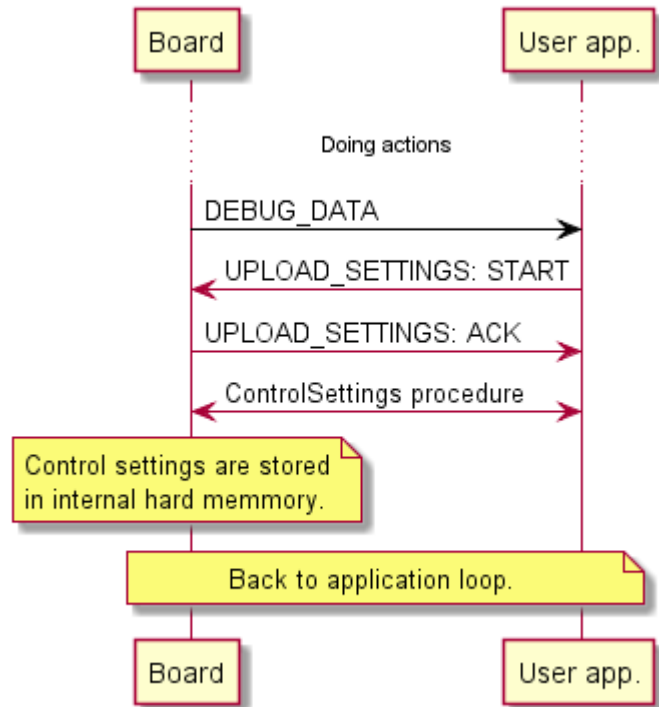 Board
User app.
Doing actions
DEBUG_DATA
UPLOAD_SETTINGS: START
UPLOAD_SETTINGS: ACK
ControlSettings procedure
Control settings are stored
in internal hard memmory.
Back to application loop.
Board
User app.